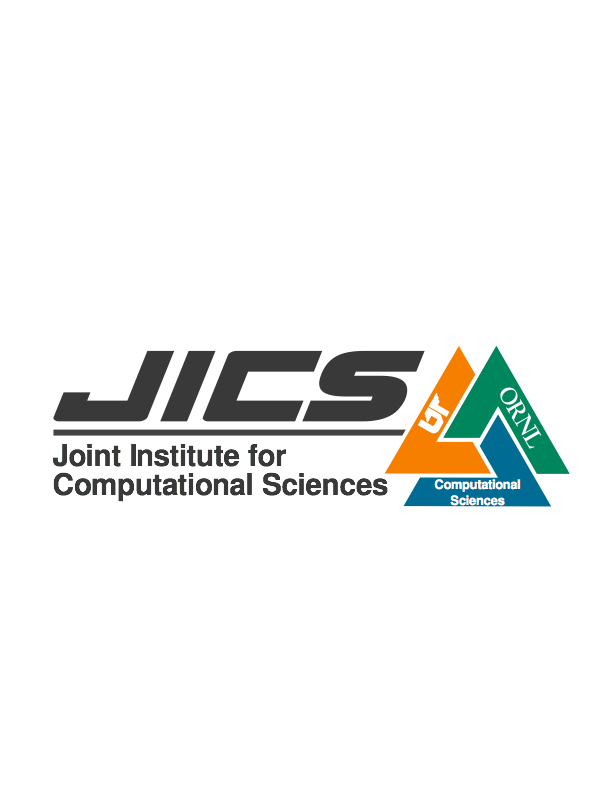 JICS
Joint Institute for
Computational Sciences
UT
ORNL
Computational
Sciences